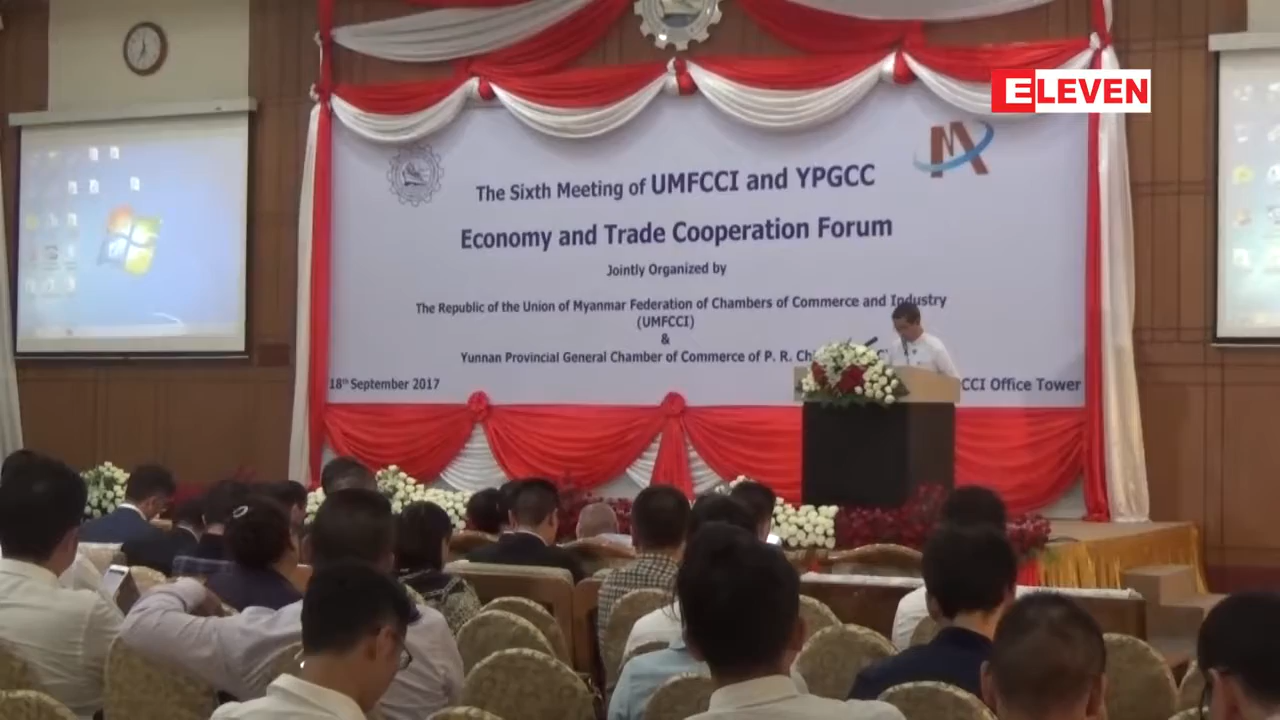 ELEVEN
The Sixth Meeting of UMFCCI and YPGCC
Economy and Trade Cooperation Forum
Jointly Organized by
The Republic of the Union of Myanmar Federation of Chambers of Commerce and Industry
(UMFCCI)
&
Yunnan Provincial General Chamber of Commerce of P. R. Ch
18th September 2017
CCI Office Tower